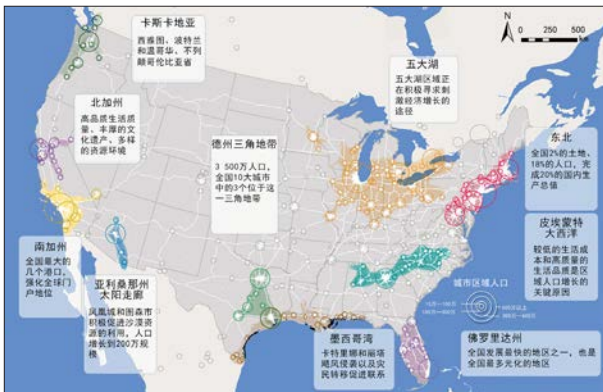 卡斯卡地亚
西雅图、波特兰
和温哥华、不列
颠哥伦比亚省
N
0 250 500
五大湖
五大湖区域正
在积极寻求刺
激经济增长的
途径
北加州
高品质生活质
量、丰厚的文
化遗产、多样
的资源环境
德州三角地带
3 500万人口,
全国10大城市
中的3个位于这
一三角地带
东北
全国2%的土地、
18%的人口,完
成20%的国内生
产总值
皮埃蒙特
大西洋
较低的生活成
本和高质量的
生活品质是区
域人口增长的
关键原因
南加州
全国最大的
几个港口,
强化全球门
户地位
亚利桑那州
太阳走廊
凤凰城和图森市
积极促进沙漠资
源的利用,人口
增长到200万规
模
城市区域人口
墨西哥湾
卡特里娜和丽塔
飓风侵袭以及灾
民转移促进联系
佛罗里达州
全国发展最快的地区之一,也是
全国最多元化的地区